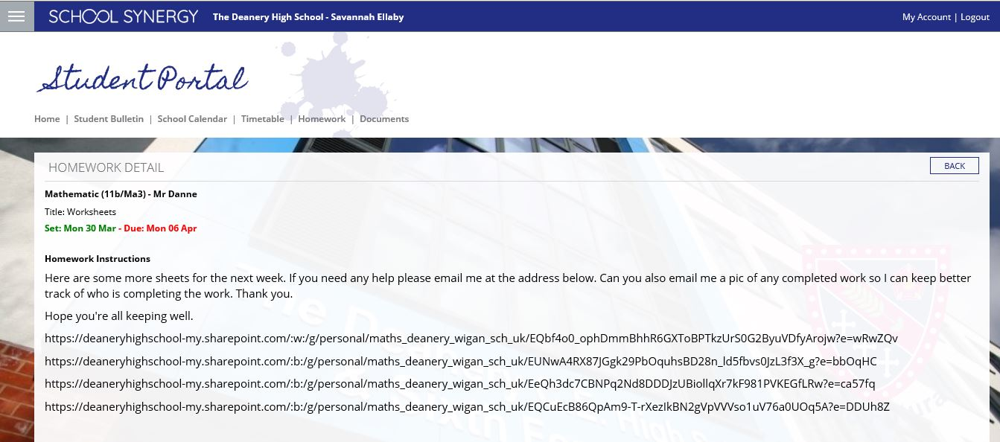 SCHOOL SYNERGY The Deanery High School - Savannah Ellaby My Account | Logout
Student Portal
Home | Student Bulletin | School Calendar | Timetable | Homework | Documents
HOMEWORK DETAIL BACK
Mathematic (11b/Ma3) - Mr Danne
Title: Worksheets
Set: Mon 30 Mar - Due: Mon 06 Apr
Homework Instructions
Here are some more sheets for the next week. If you need any help please email me at the address below. Can you also email me a pic of any completed work so I can keep better
track of who is completing the work. Thank you.
Hope you're all keeping well.
https://deaneryhighschool-my.sharepoint.com/:w:/g/personal/maths_deanery_wigan_sch_uk/EQbf4o0_ophDmmBhhR6GXToBPTkzUrS0G2ByuVDfyArojw?e=wRwZQv
https://deaneryhighschool-my.sharepoint.com/:b:/g/personal/maths_deanery_wigan_sch_uk/EUNwA4RX87JGgk29PbOquhsBD28n_ld5fbvs0JzL3f3X_g?e=bbOqHC
https://deaneryhighschool-my.sharepoint.com/:b:/g/personal/maths_deanery_wigan_sch_uk/EeQh3dc7CBNPq2Nd8DDDJzUBiollqXr7kF981PVKEGfLRw?e=ca57fq
https://deaneryhighschool-my.sharepoint.com/:b:/g/personal/maths_deanery_wigan_sch_uk/EQCuEcB86QpAm9-T-rXezIkBN2gVpVVVso1uV76a0UOq5A?e=DDUh8Z